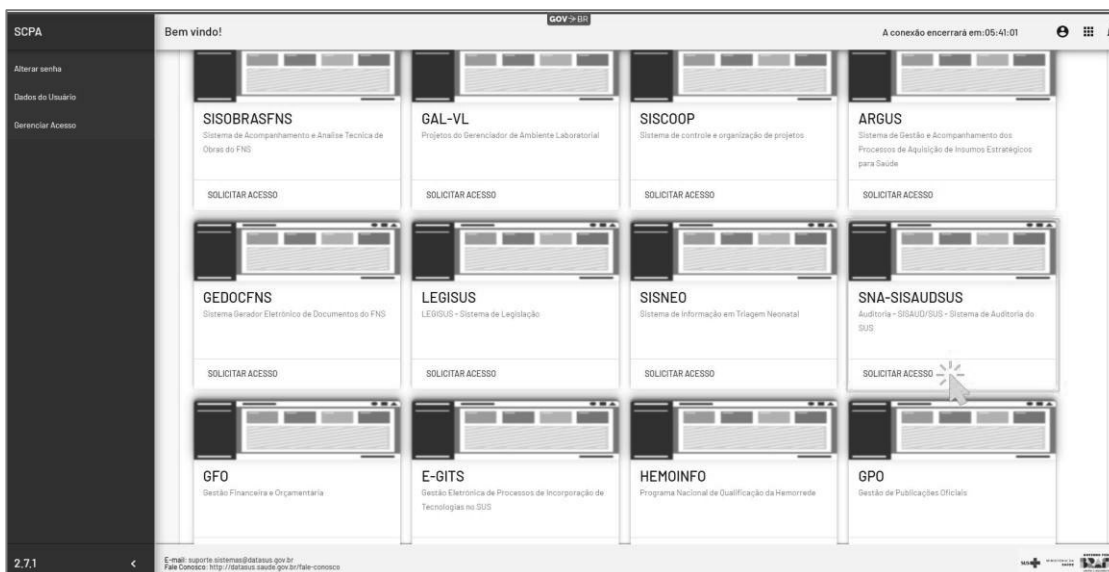 GOV BR
SCPA
Bem vindo!
A conexão encerrará em:05:41:01
Alterar senha
Dados do Usuário
Gerenciar Acesso
SISOBRASFNS
Sistema de Acompanhamento e Analise Tecnica de
Obras do FNS
SOLICITAR ACESSO
GAL-VL
Projetos do Gerenciador de Ambiente Laboratorial
SOLICITAR ACESSO
SISCOOP
Sistema de controle e organização de projetos
SOLICITAR ACESSO
ARGUS
Sistema de Gestão e Acompanhamento dos
Processos de Aquisição de Insumos Estratégicos
para Saúde
SOLICITAR ACESSO
GEDOCFNS
Sistema Gerador Eletrônico de Documentos do FNS
SOLICITAR ACESSO
LEGISUS
LEGISUS - Sistema de Legislação
SOLICITAR ACESSO
SISNEO
Sistema de Informação em Triagem Neonatal
SOLICITAR ACESSO
SNA-SISAUDSUS
Auditoria - SISAUD/SUS - Sistema de Auditoria do
SUS
SOLICITAR ACESSO
GFO
Gestão Financeira e Orçamentaria
E-GITS
Gestão Eletrônica de Processos de Incorporação de
Tecnologias no SUS
HEMOINFO
Programa Nacional de Qualificação da Hemorrede
GPO
Gestão de Publicações Oficiais
2.7.1
E-mail: suporte.sistemas@datasus.gov.br
Fale Conosco: http://datasus.saude.gov.br/fale-conosco
SUS